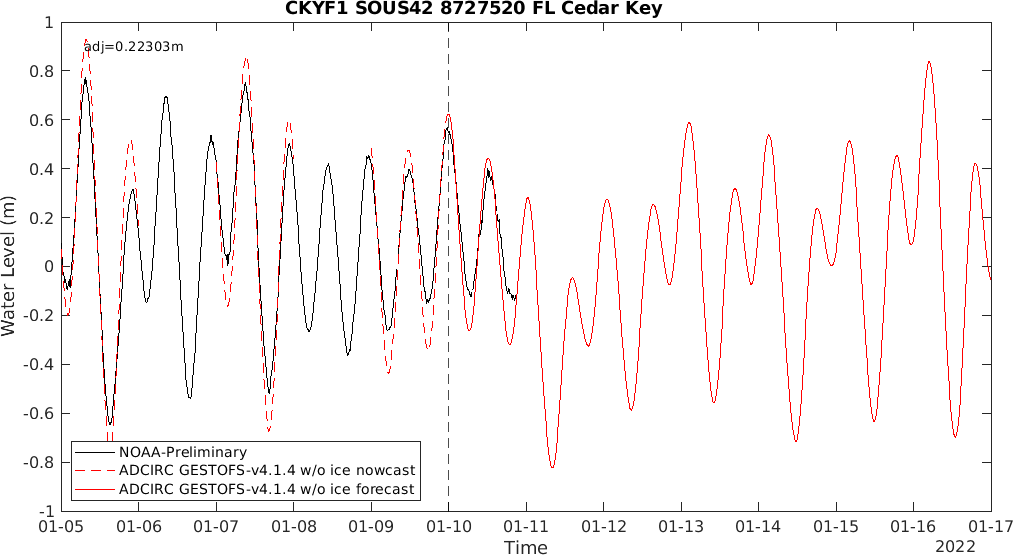 CKYF1 SOUS42 8727520 FL Cedar Key
adj=0.22303m
1
0.8
0.6
0.4
0.2
0
-0.2
-0.4
-0.6
-0.8
-1
Water Level (m)
NOAA-Preliminary
ADCIRC GESTOFS-v4.1.4 w/o ice nowcast
ADCIRC GESTOFS-v4.1.4 w/o ice forecast
01-05 01-06 01-07 01-08 01-09 01-10 01-11 01-12 01-13 01-14 01-15 01-16 01-17
Time
2022